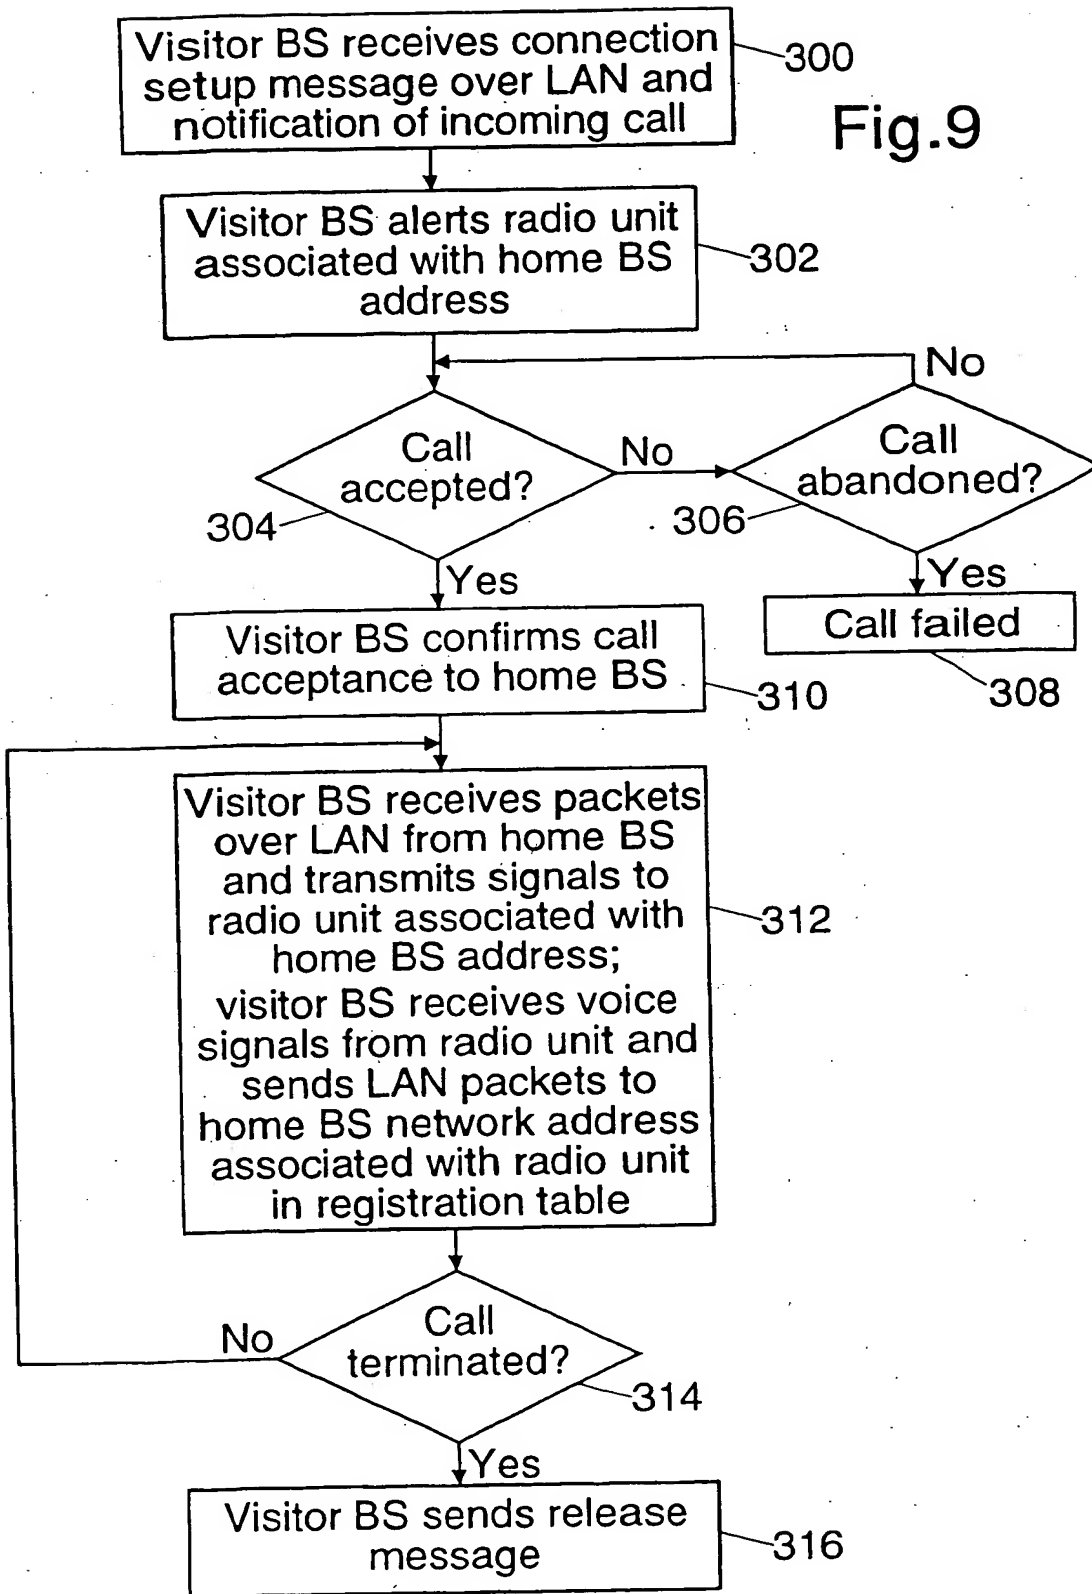 Visitor BS receives connection
setup message over LAN and
notification of incoming call
300
Fig.9
Visitor BS alerts radio unit
associated with home BS
address
302
No
Call
accepted?
304
No
Call
abandoned?
306
Yes
Yes
Call failed
308
Visitor BS confirms call
acceptance to home BS
310
Visitor BS receives packets
over LAN from home BS
and transmits signals to
radio unit associated with
home BS address;
visitor BS receives voice
signals from radio unit and
sends LAN packets to
home BS network address
associated with radio unit
in registration table
312
No
Call
terminated?
314
Yes
Visitor BS sends release
message
316